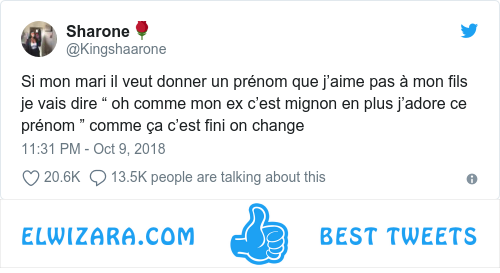 Sharone🌹
@Kingshaarone
Si mon mari il veut donner un prénom que j’aime pas à mon fils
je vais dire “ oh comme mon ex c’est mignon en plus j’adore ce
prénom ” comme ça c’est fini on change
11:31 PM - Oct 9, 2018
20.6K 13.5K people are talking about this
ELWIZARA.COM BEST TWEETS